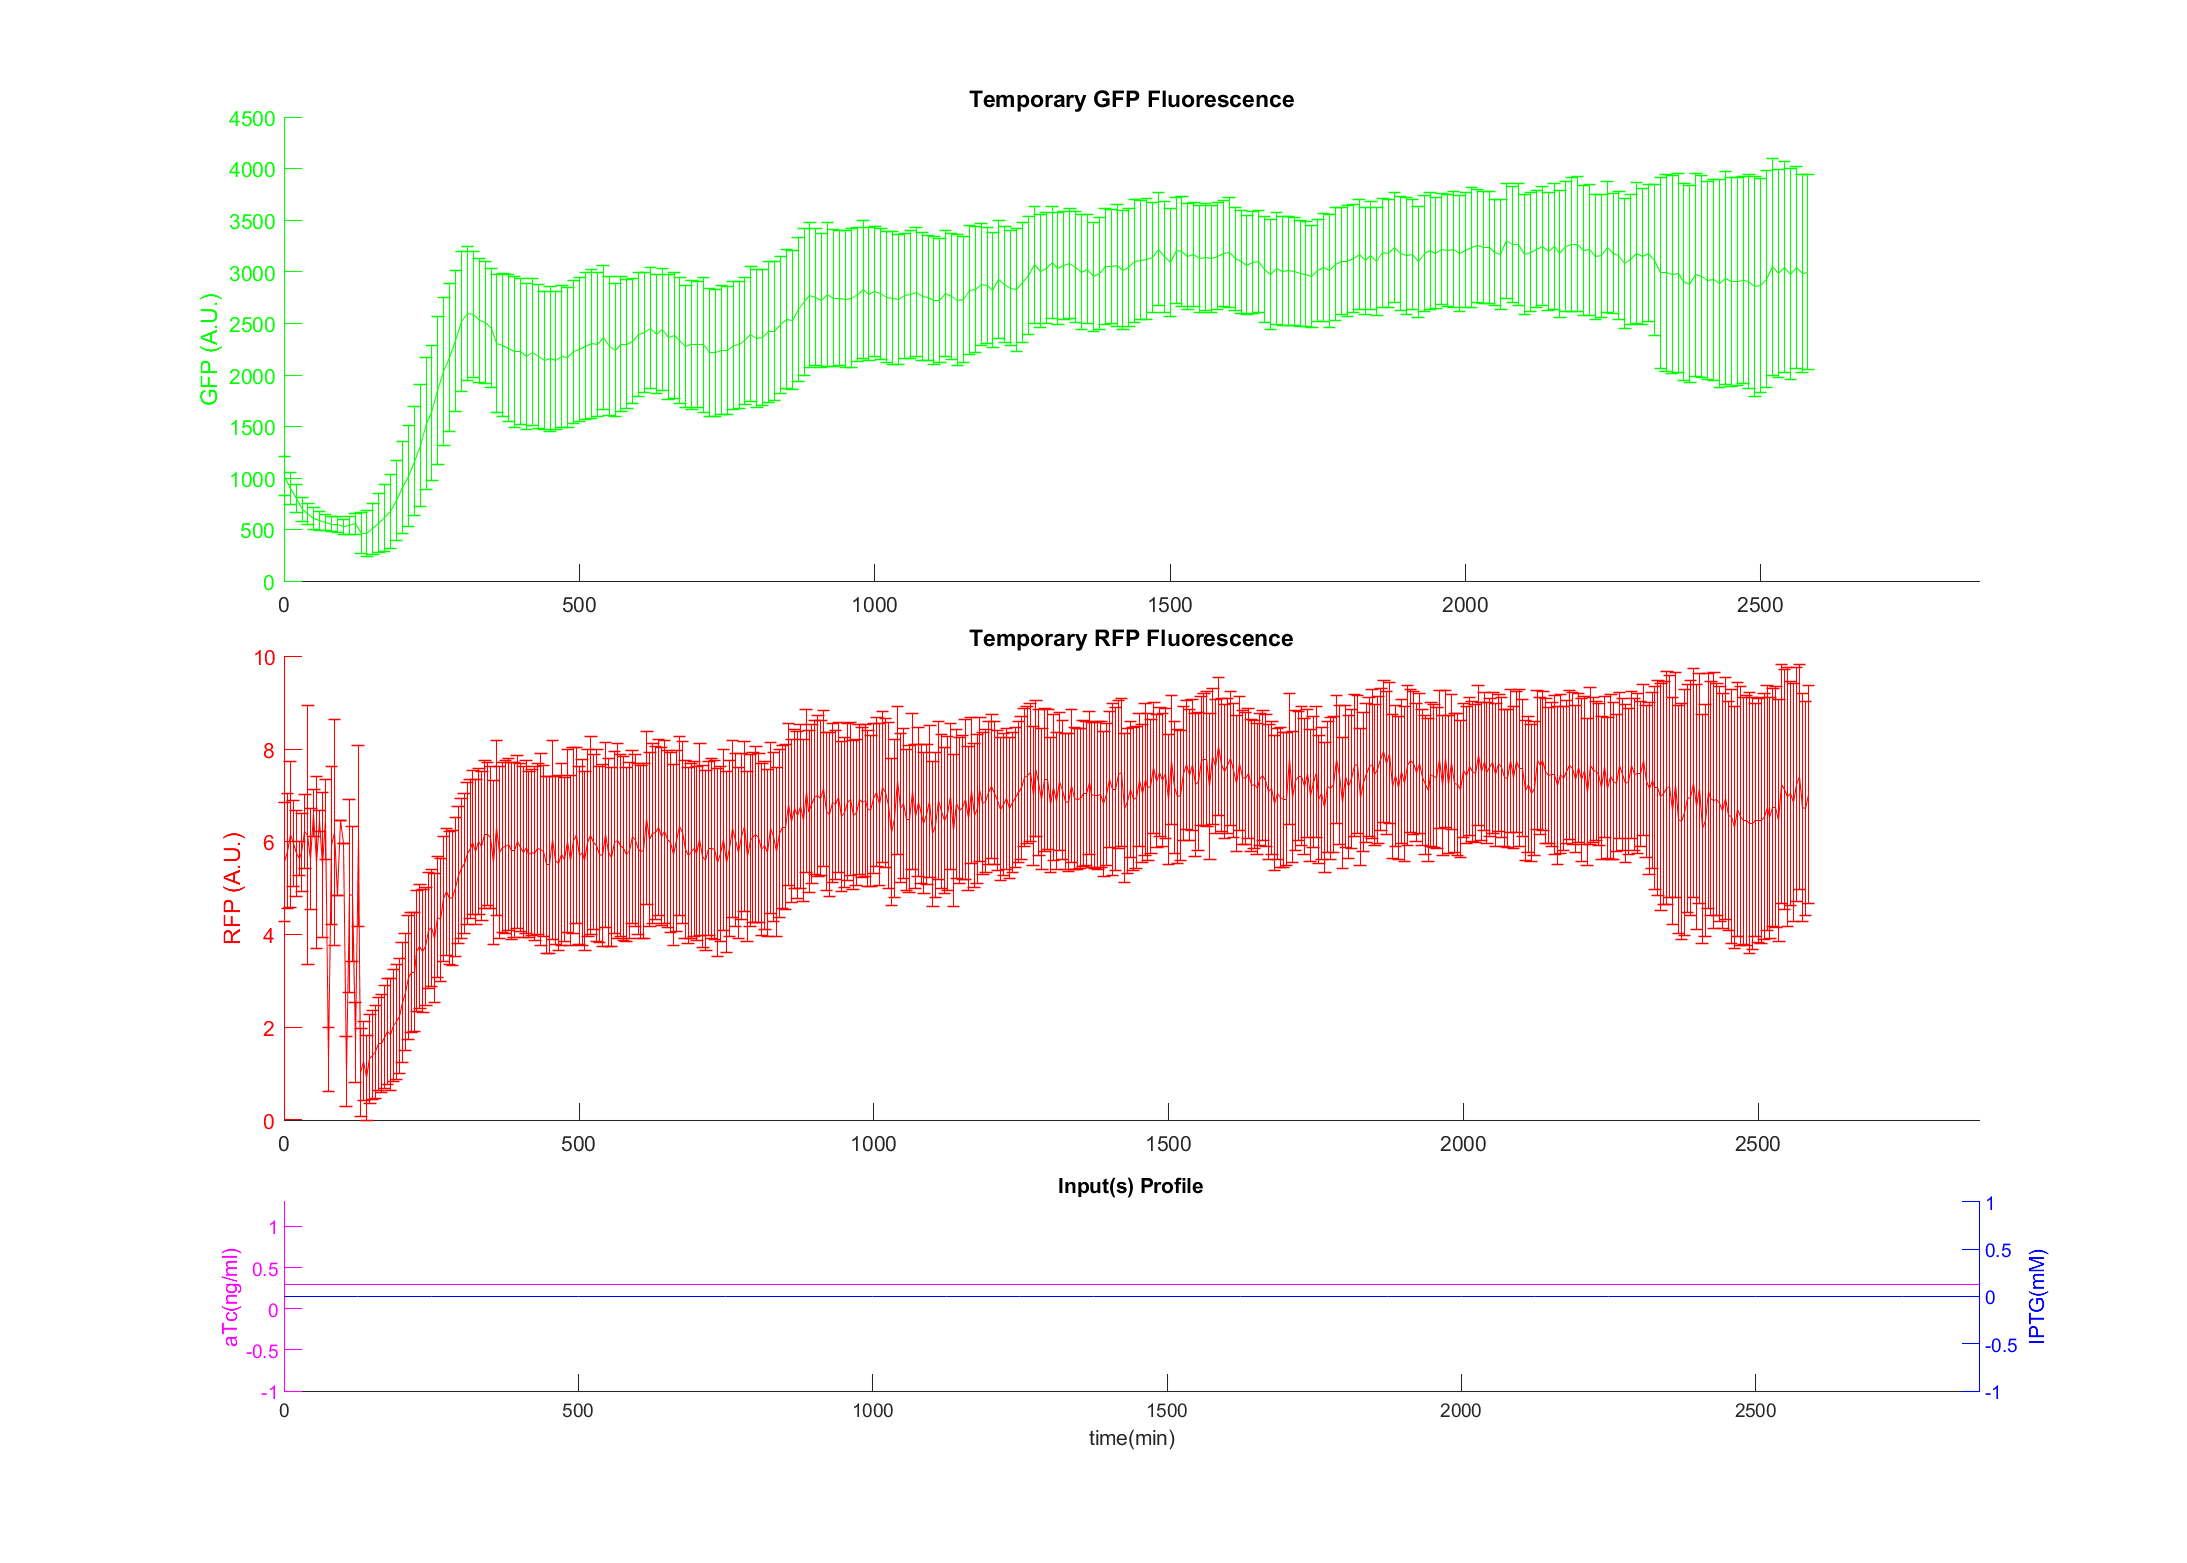 Temporary GFP Fluorescence
GFP (A.U.)
4500
4000
3500
3000
2500
2000
1500
1000
500
0
0 500 1000 1500 2000 2500
Temporary RFP Fluorescence
RFP (A.U.)
10
8
6
4
2
0
0 500 1000 1500 2000 2500
Input(s) Profile
aTc(ng/ml)
1
0.5
0
-0.5
-1
IPTG(mM)
1
0.5
0
-0.5
-1
0 500 1000 1500 2000 2500
time(min)